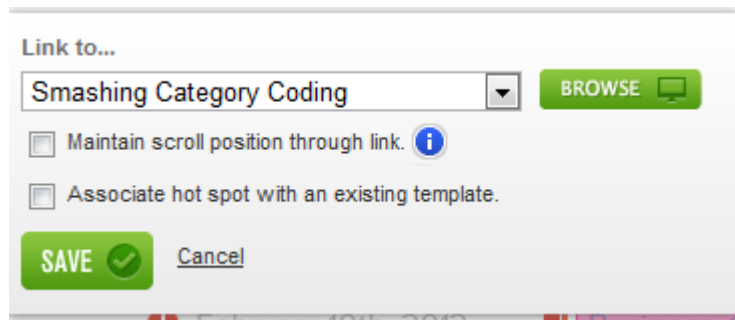 Link to...
Smashing Category Coding
BROWSE
Maintain scroll position through link.
Associate hot spot with an existing template.
SAVE Cancel